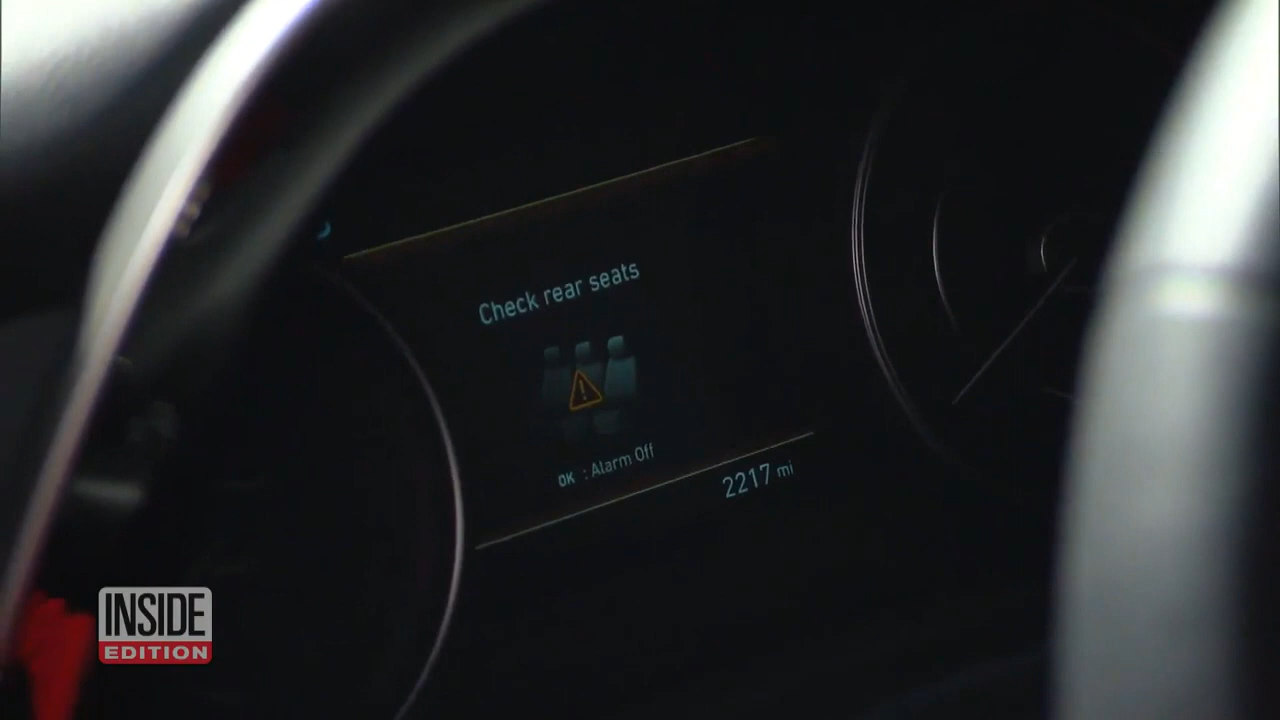 Check rear seats
OK : Alarm Off
2217 mi
INSIDE
EDITION